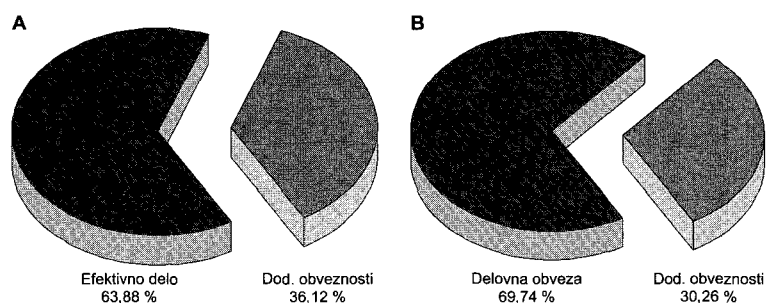 A
B
Efektivno delo
63,88 %
Dod. obveznosti
36,12 %
Delovna obveza
69,74 %
Dod. obveznosti
30,26 %